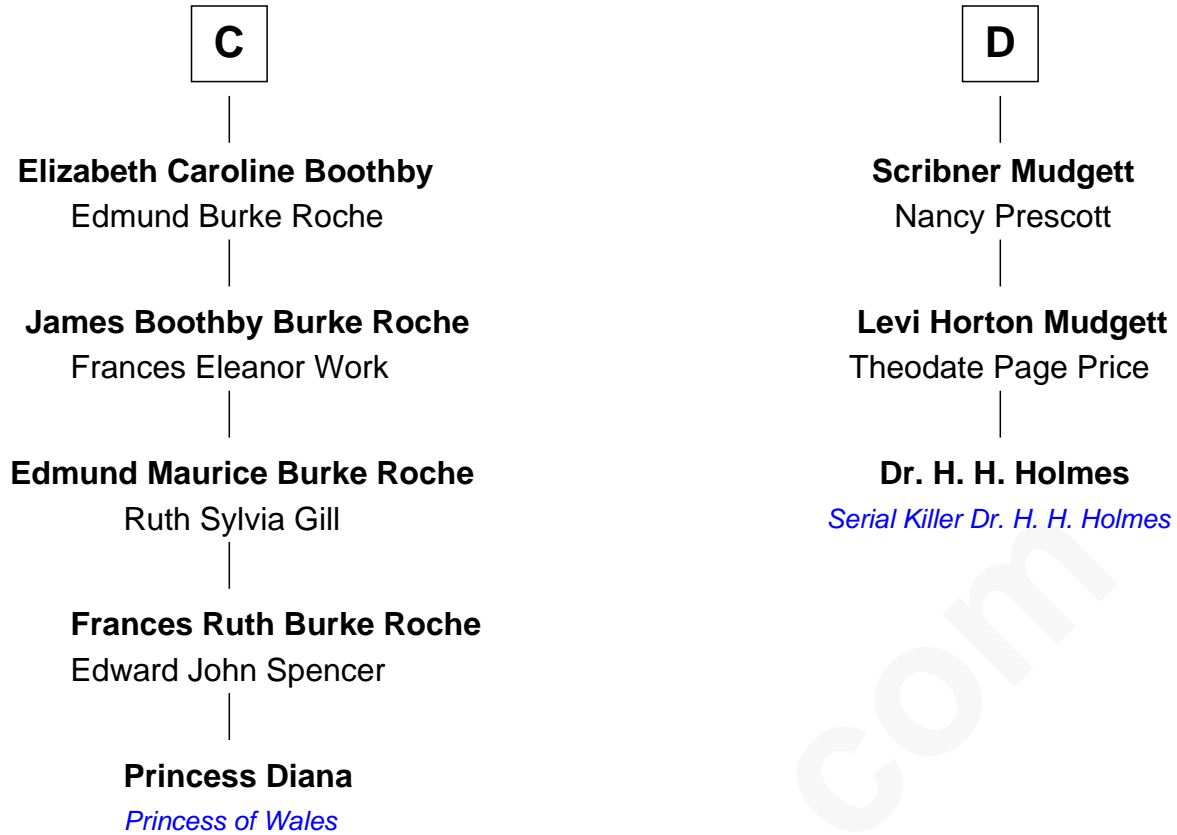 C
Elizabeth Caroline Boothby
Edmund Burke Roche
James Boothby Burke Roche
Frances Eleanor Work
Edmund Maurice Burke Roche
Ruth Sylvia Gill
Frances Ruth Burke Roche
Edward John Spencer
Princess Diana
Princess of Wales
D
Scribner Mudgett
Nancy Prescott
Levi Horton Mudgett
Theodate Page Price
Dr. H. H. Holmes
Serial Killer Dr. H. H. Holmes
com